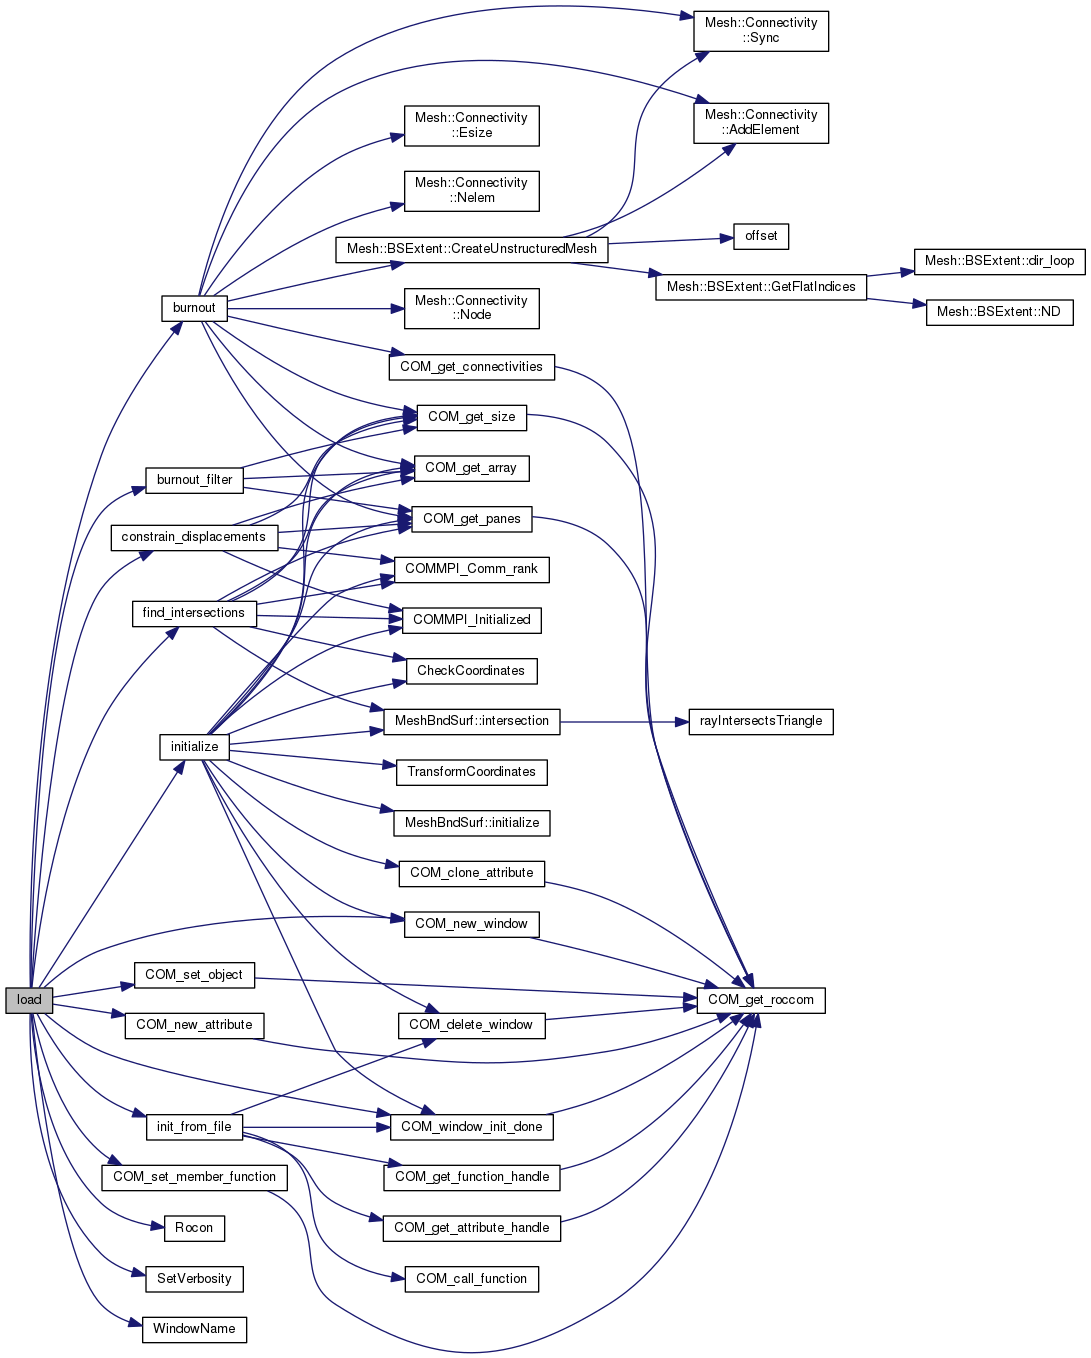 Mesh::Connectivity
::Sync
Mesh::Connectivity
::AddElement
Mesh::Connectivity
::Esize
Mesh::Connectivity
::Nelem
Mesh::BSExtent::CreateUnstructuredMesh
offset
Mesh::BSExtent::GetFlatIndices
Mesh::BSExtent::dir_loop
Mesh::BSExtent::ND
burnout
Mesh::Connectivity
::Node
COM_get_connectivities
COM_get_size
COM_get_array
burnout_filter
COM_get_panes
constrain_displacements
COMMPI_Comm_rank
find_intersections
COMMPI_Initialized
CheckCoordinates
MeshBndSurf::intersection
rayIntersectsTriangle
initialize
TransformCoordinates
MeshBndSurf::initialize
COM_clone_attribute
COM_new_window
COM_set_object
load
COM_get_roccom
COM_new_attribute
COM_delete_window
init_from_file
COM_window_init_done
COM_set_member_function
COM_get_function_handle
Rocon
COM_get_attribute_handle
SetVerbosity
COM_call_function
WindowName